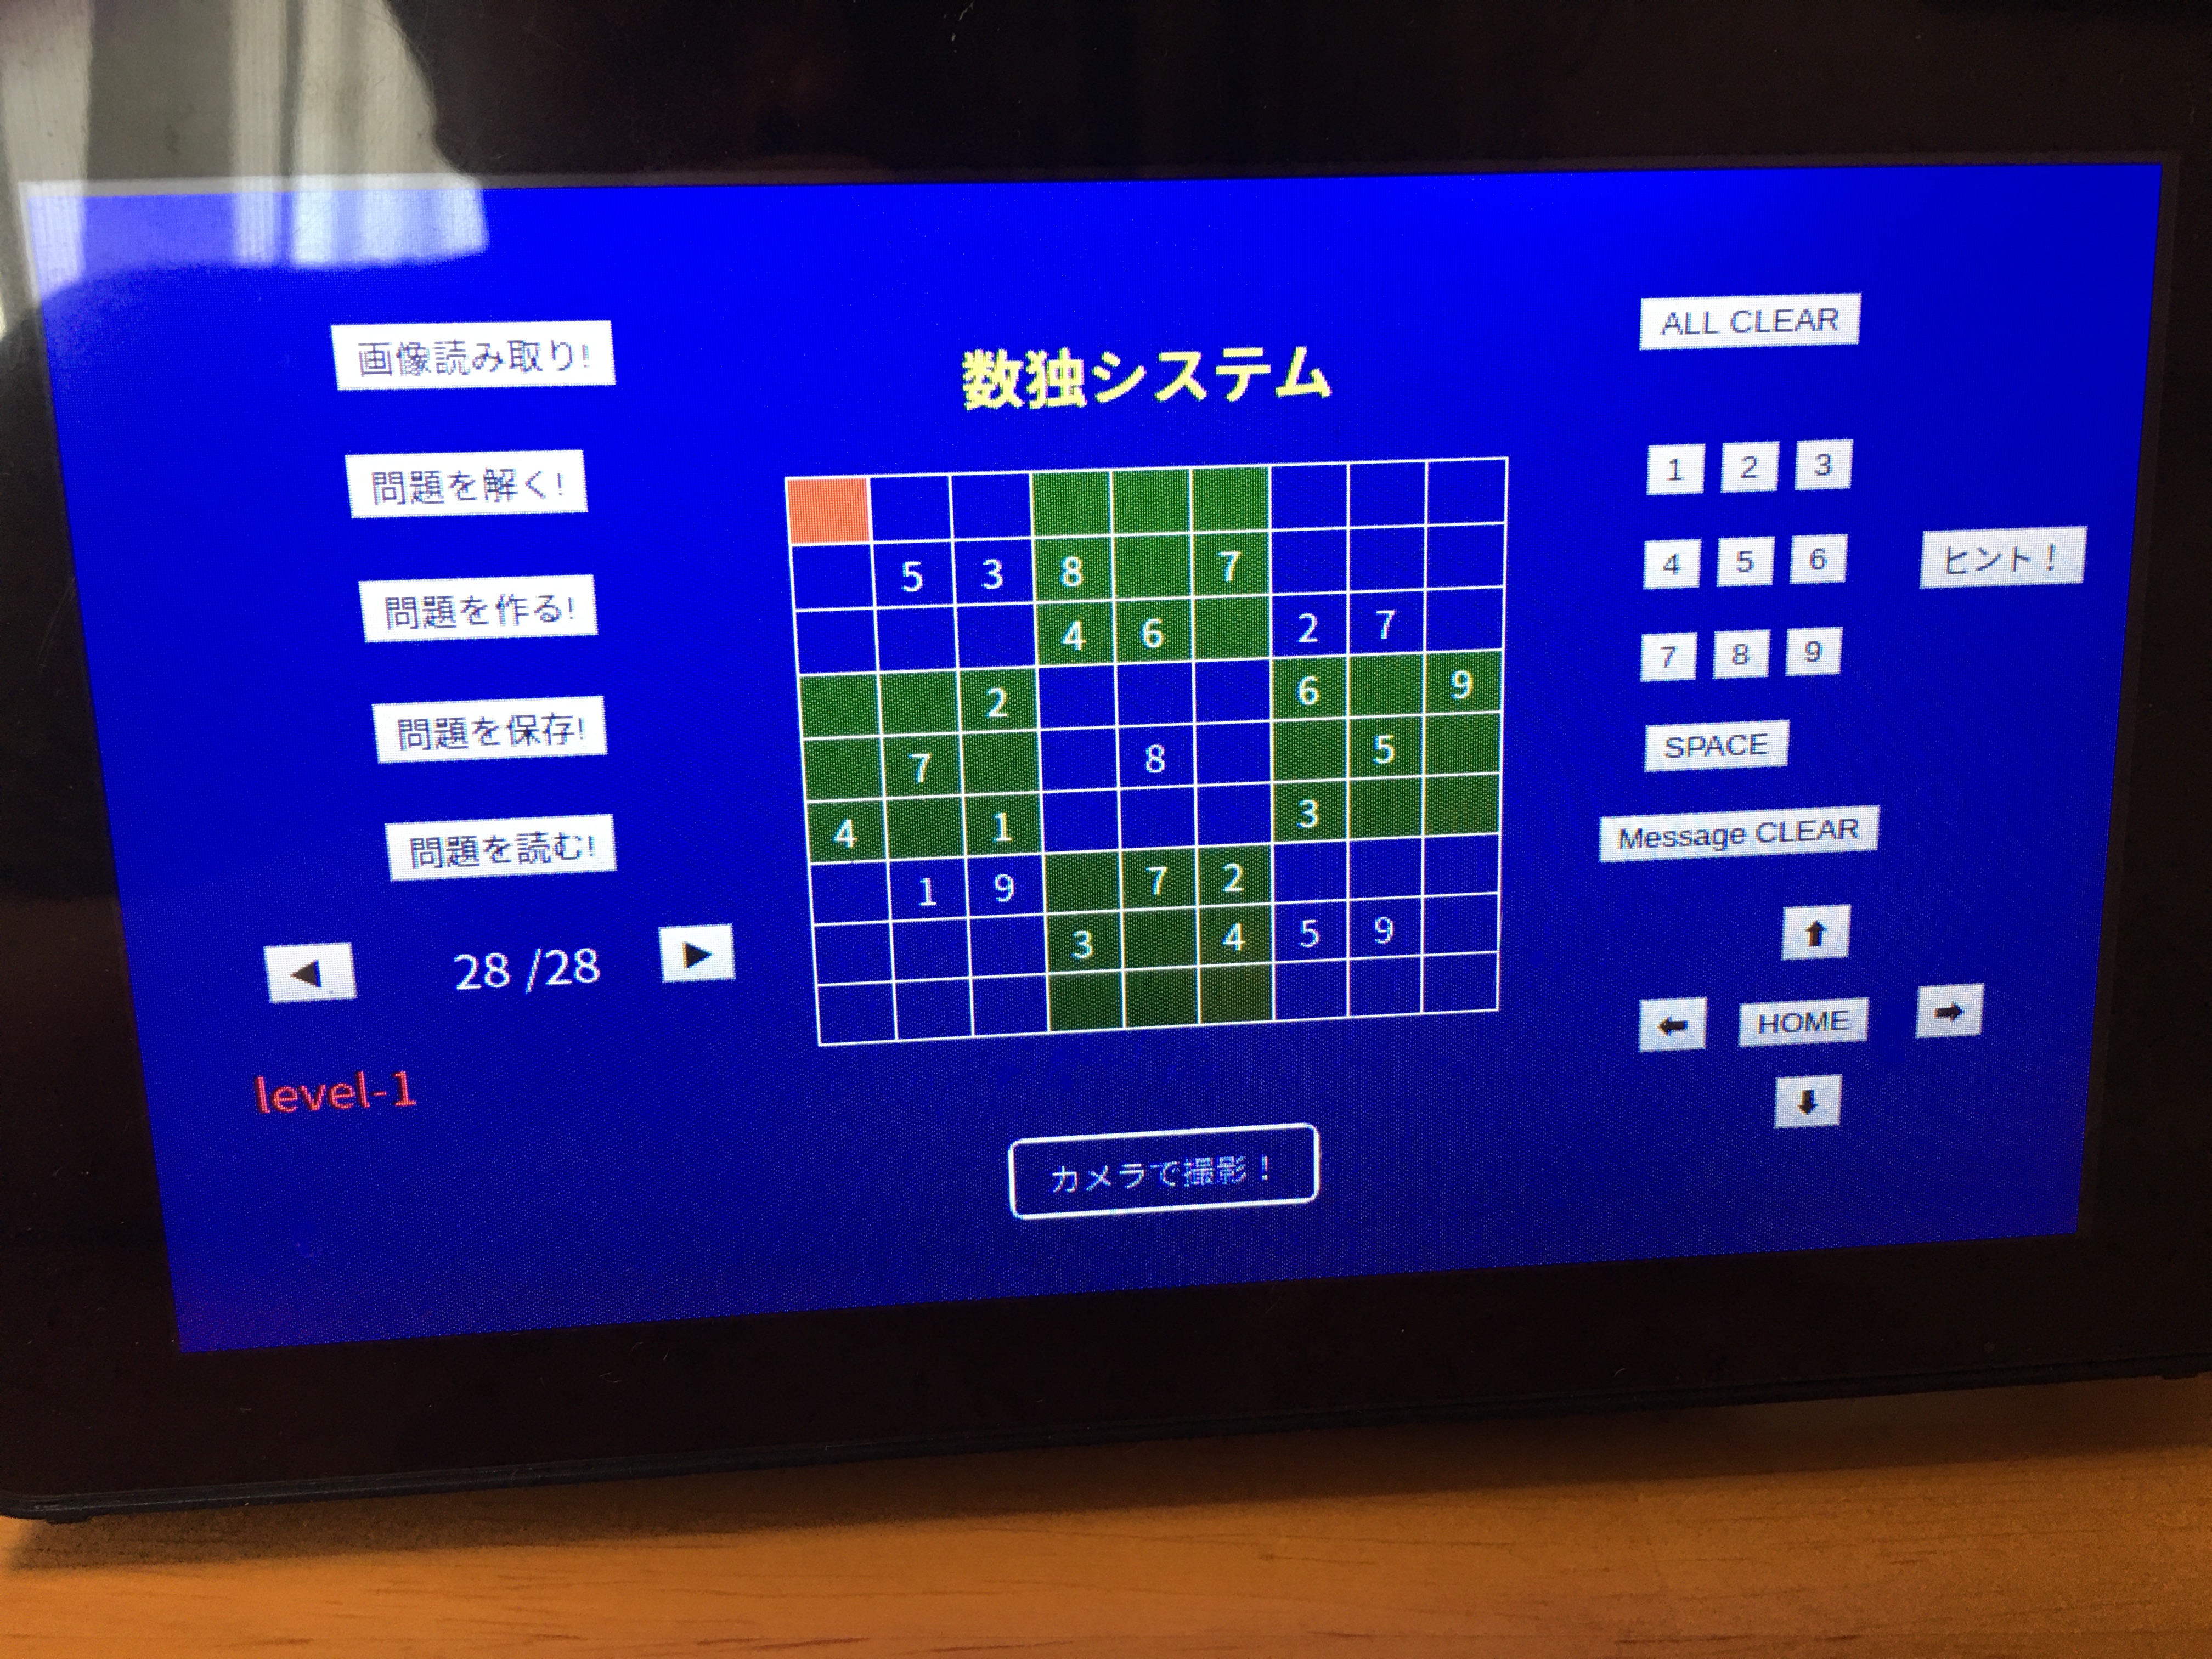 数独システム
画像読み取り!
問題を解く!
問題を作る!
問題を保存!
問題を読む!
◀ 28 /28 ▶
level-1
5 3 8 7
4 6 2 7
2 6 9
7 8 5
4 1 3
1 9 7 2
3 4 5 9
カメラで撮影！
ALL CLEAR
1 2 3
4 5 6
7 8 9
ヒント！
SPACE
Message CLEAR
⬆
⬅ HOME ➡
⬇